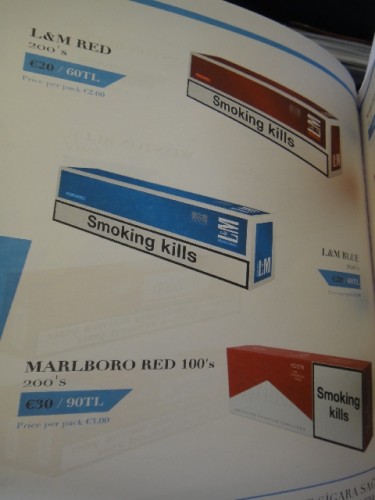 L&M RED
200's
€20 / 60TL
Price per pack €2.00
Smoking kills
L&M
L&M
Smoking kills
L&M
L&M
L&M BLUE
MARLBORO RED 100's
200's
€30 / 90TL
Price per pack €3.00
Smoking
kills